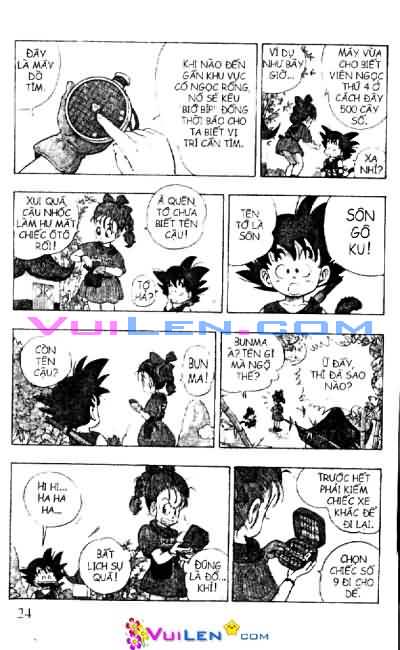 ĐÂY
LÀ MÁY
DÒ
TÌM.
KHI NÀO ĐẾN
GẦN KHU VỰC
CÓ NGỌC RỒNG,
NÓ SẼ KÊU
BIÔ BÍP! ĐỒNG
THỜI BÁO CHO
TA BIẾT VỊ
TRÍ CẦN TÌM.
VÍ DỤ
NHƯ BÂY
GIỜ...
MÁY VỪA
CHO BIẾT
VIÊN NGỌC
THỨ 4 Ở
CÁCH ĐÂY
500 CÂY
SỐ.
XA
NHỈ?
XUI QUÁ,
CẬU NHÓC
LÀM HƯ MẤT
CHIẾC ÔTÔ
RỒI!
À QUÊN
TỚ CHƯA
BIẾT TÊN
CẬU!
TỚ
HẢ?
TÊN
TỚ LÀ
SÔN
SÔN
GÔ
KU!
CÒN
TÊN
CẬU?
BUN
MA!
BUNMA
À? TÊN GÌ
MÀ NGỘ
THẾ?
Ừ ĐẤY,
THÌ ĐÃ SAO
NÀO?
HI HI...
HA HA
HA...
BẤT
LỊCH SỰ
QUÁ!
ĐÚNG
LÀ ĐỒ...
KHỈ!
TRƯỚC HẾT
PHẢI KIẾM
CHIẾC XE
KHÁC ĐỂ
ĐI LẠI.
CHỌN
CHIẾC SỐ
9 ĐI CHO
DỄ.
VUILEN.COM
24
VUILEN.COM